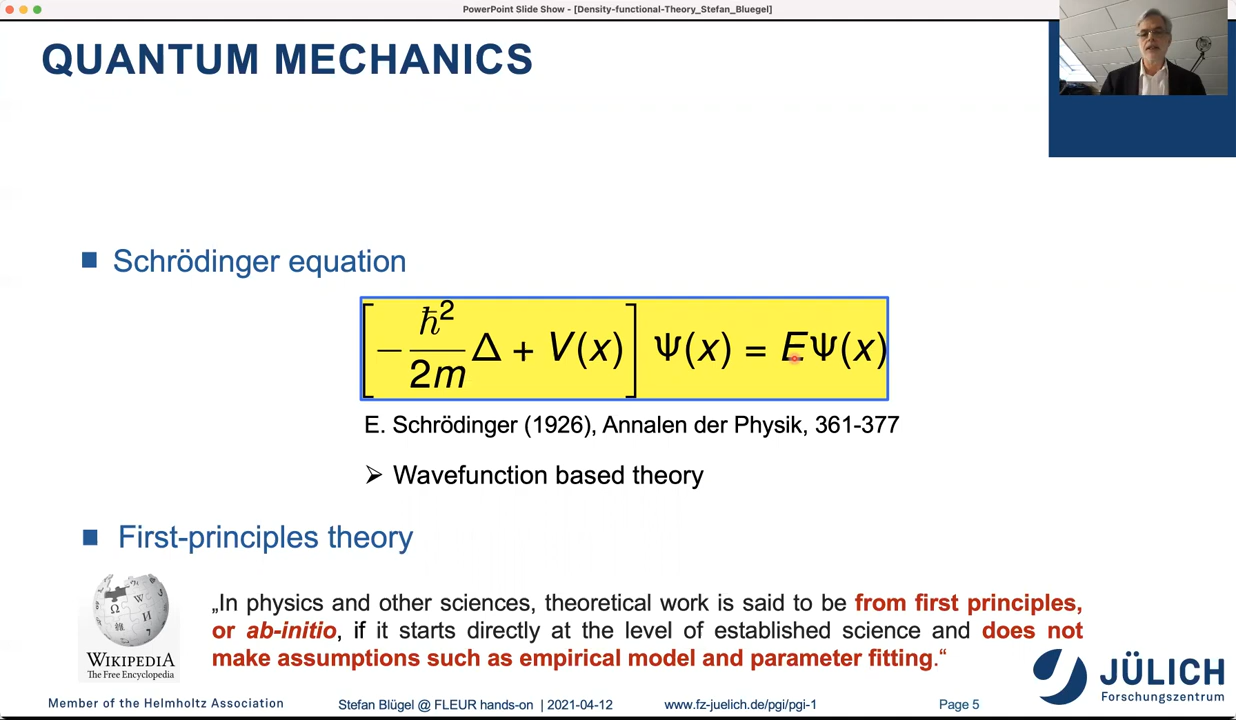 PowerPoint Slide Show - [Density-functional-Theory_Stefan_Bluegel]
QUANTUM MECHANICS
■ Schrödinger equation
[−ħ²/2m Δ + V(x)] Ψ(x) = EΨ(x)
E. Schrödinger (1926), Annalen der Physik, 361-377
➢ Wavefunction based theory
■ First-principles theory
„In physics and other sciences, theoretical work is said to be from first principles,
or ab-initio, if it starts directly at the level of established science and does not
make assumptions such as empirical model and parameter fitting.“
Ω W И 維
WIKIPEDIA
The Free Encyclopedia
JÜLICH
Forschungszentrum
Member of the Helmholtz Association
Stefan Blügel @ FLEUR hands-on | 2021-04-12
www.fz-juelich.de/pgi/pgi-1
Page 5